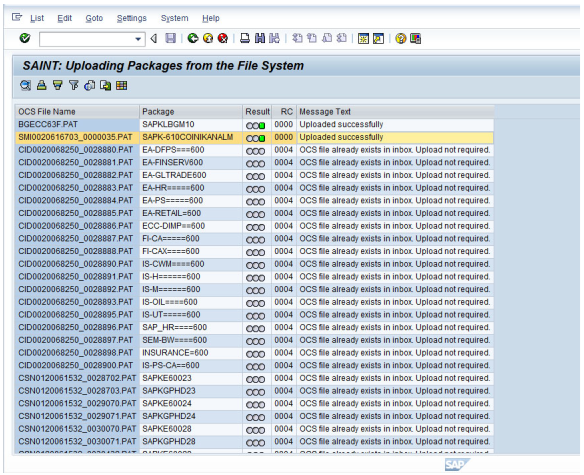 List Edit Goto Settings System Help
SAINT: Uploading Packages from the File System
OCS File Name Package Result RC Message Text
BGECC63F.PAT SAPKLBGM10 0000 Uploaded successfully
SMI0020616703_0000035.PAT SAPK-610COINIKANALM 0000 Uploaded successfully
CID0020068250_0028880.PAT EA-DFPS===600 0004 OCS file already exists in inbox. Upload not required.
CID0020068250_0028881.PAT EA-FINSERV600 0004 OCS file already exists in inbox. Upload not required.
CID0020068250_0028882.PAT EA-GLTRADE600 0004 OCS file already exists in inbox. Upload not required.
CID0020068250_0028883.PAT EA-HR=====600 0004 OCS file already exists in inbox. Upload not required.
CID0020068250_0028884.PAT EA-PS=====600 0004 OCS file already exists in inbox. Upload not required.
CID0020068250_0028885.PAT EA-RETAIL=600 0004 OCS file already exists in inbox. Upload not required.
CID0020068250_0028886.PAT ECC-DIMP==600 0004 OCS file already exists in inbox. Upload not required.
CID0020068250_0028887.PAT FI-CA=====600 0004 OCS file already exists in inbox. Upload not required.
CID0020068250_0028888.PAT FI-CAX====600 0004 OCS file already exists in inbox. Upload not required.
CID0020068250_0028890.PAT IS-CWM====600 0004 OCS file already exists in inbox. Upload not required.
CID0020068250_0028891.PAT IS-H======600 0004 OCS file already exists in inbox. Upload not required.
CID0020068250_0028892.PAT IS-M======600 0004 OCS file already exists in inbox. Upload not required.
CID0020068250_0028893.PAT IS-OIL====600 0004 OCS file already exists in inbox. Upload not required.
CID0020068250_0028895.PAT IS-UT=====600 0004 OCS file already exists in inbox. Upload not required.
CID0020068250_0028896.PAT SAP_HR====600 0004 OCS file already exists in inbox. Upload not required.
CID0020068250_0028897.PAT SEM-BW====600 0004 OCS file already exists in inbox. Upload not required.
CID0020068250_0028898.PAT INSURANCE=600 0004 OCS file already exists in inbox. Upload not required.
CID0020068250_0028900.PAT IS-PS-CA==600 0004 OCS file already exists in inbox. Upload not required.
CSN0120061532_0028702.PAT SAPKE60023 0004 OCS file already exists in inbox. Upload not required.
CSN0120061532_0028703.PAT SAPKGPHD23 0004 OCS file already exists in inbox. Upload not required.
CSN0120061532_0029070.PAT SAPKE60024 0004 OCS file already exists in inbox. Upload not required.
CSN0120061532_0029071.PAT SAPKGPHD24 0004 OCS file already exists in inbox. Upload not required.
CSN0120061532_0030070.PAT SAPKE60028 0004 OCS file already exists in inbox. Upload not required.
CSN0120061532_0030071.PAT SAPKGPHD28 0004 OCS file already exists in inbox. Upload not required.
SAP